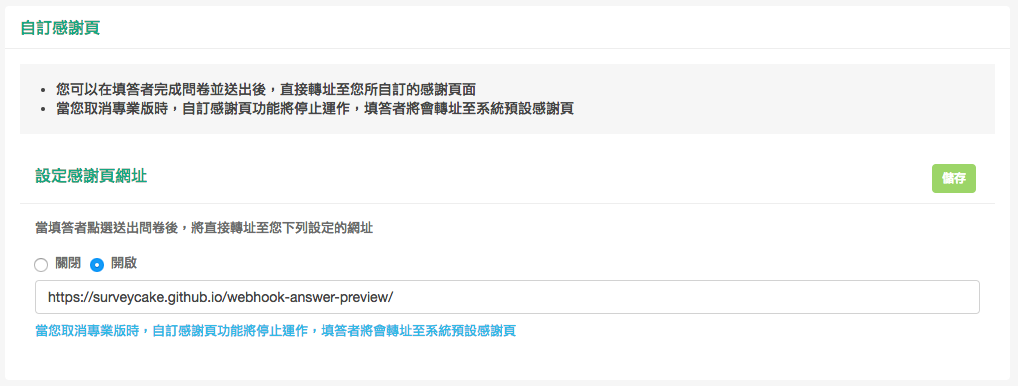 自訂感謝頁
您可以在填答者完成問卷並送出後，直接轉址至您所自訂的感謝頁面
當您取消專業版時，自訂感謝頁功能將停止運作，填答者將會轉址至系統預設感謝頁
設定感謝頁網址
儲存
當填答者點選送出問卷後，將直接轉址至您下列設定的網址
關閉 開啟
https://surveycake.github.io/webhook-answer-preview/
當您取消專業版時，自訂感謝頁功能將停止運作，填答者將會轉址至系統預設感謝頁